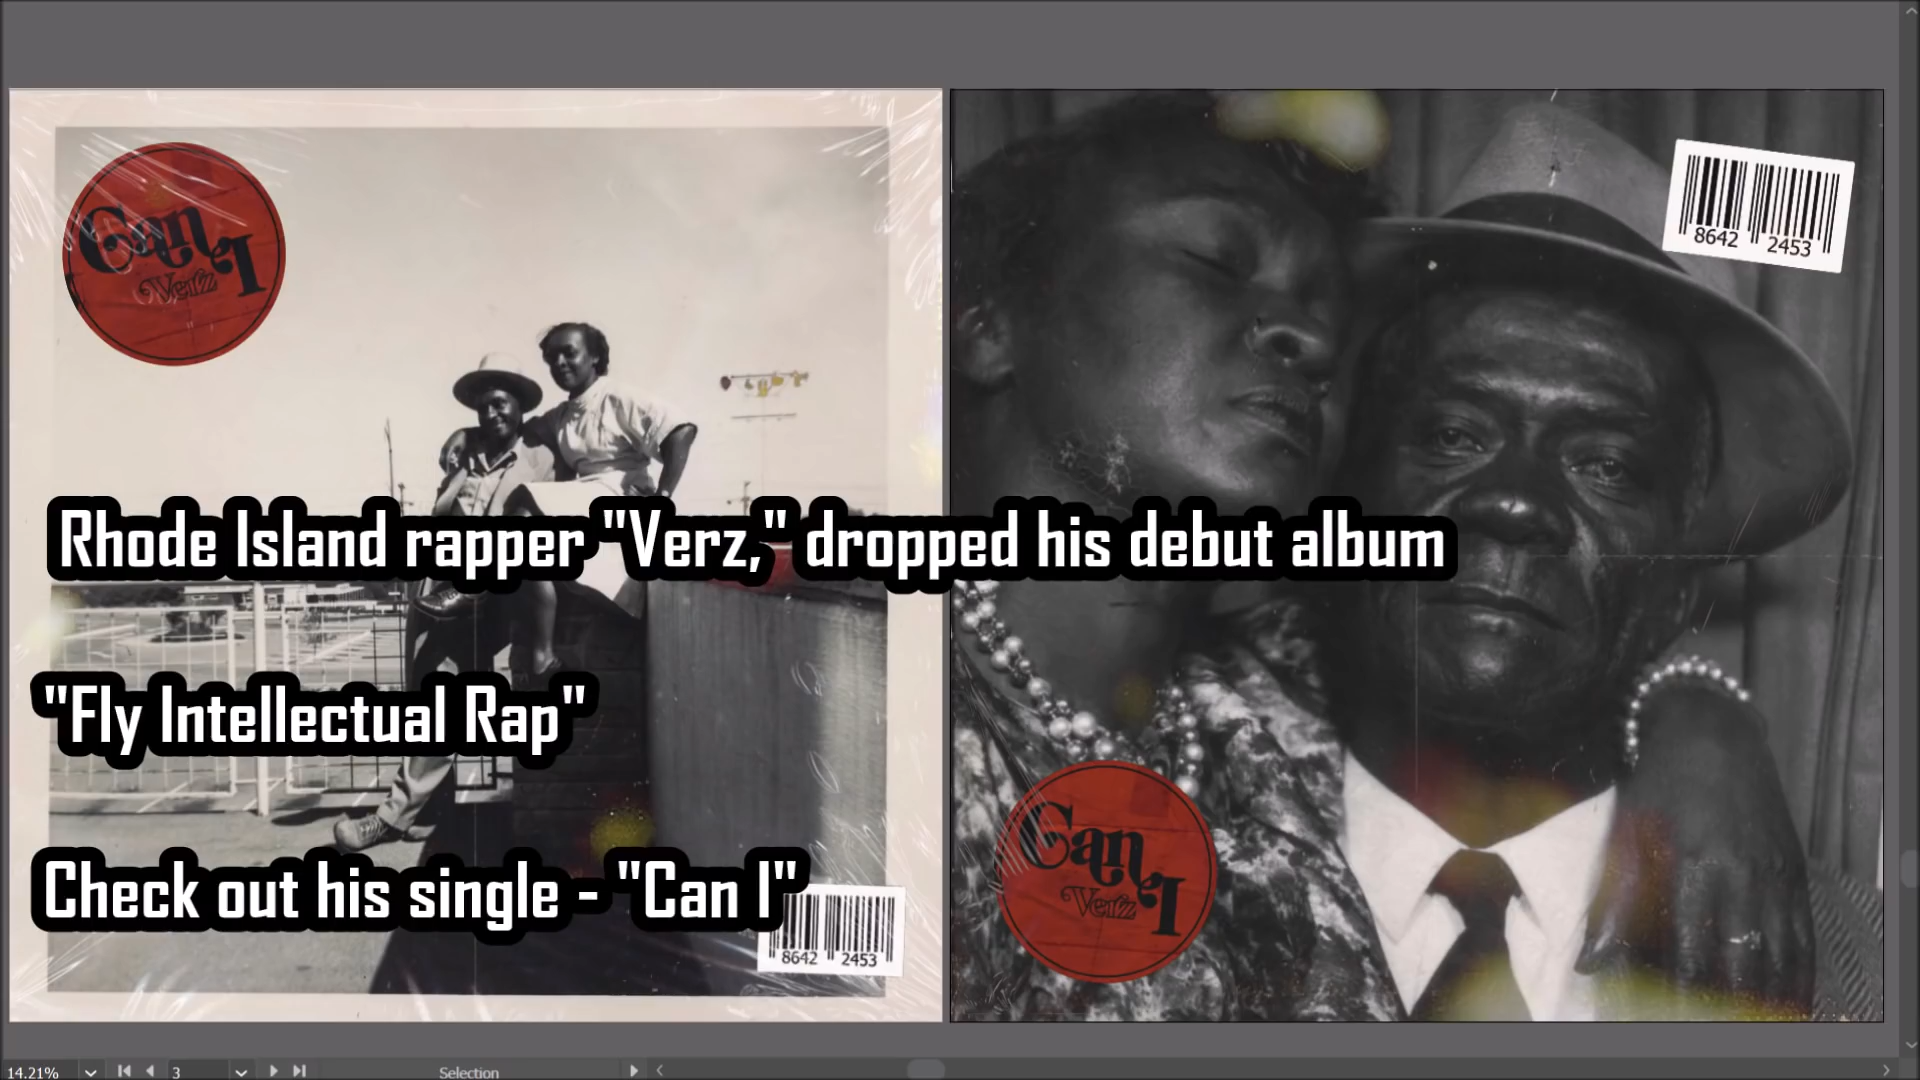 Can I
Verz
8642 2453
Rhode Island rapper "Verz," dropped his debut album
"Fly Intellectual Rap"
Check out his single - "Can I"
Can I
Verz
8642 2453
14.21%
3
Selection